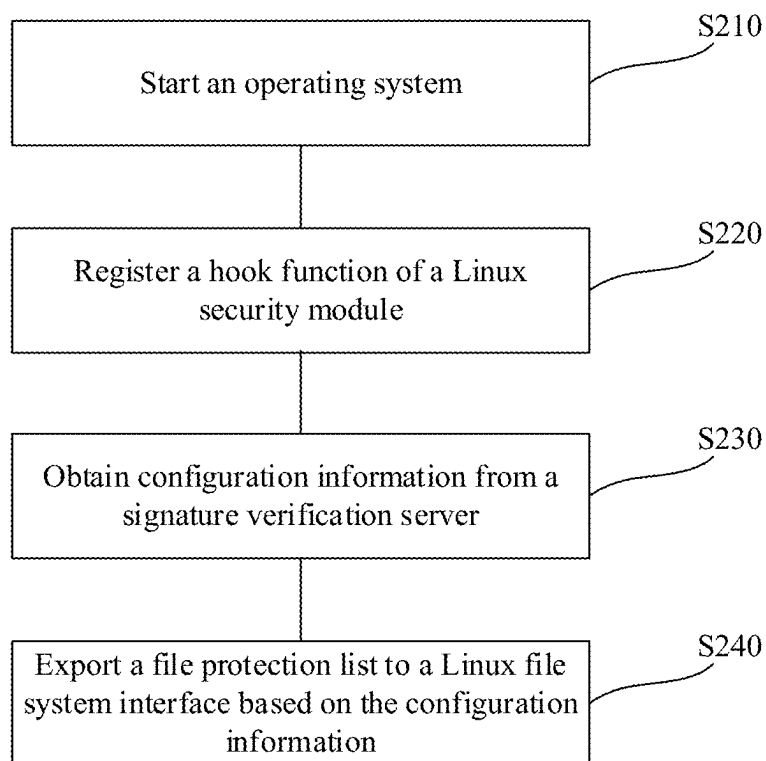 S210
Start an operating system
S220
Register a hook function of a Linux
security module
S230
Obtain configuration information from a
signature verification server
S240
Export a file protection list to a Linux file
system interface based on the configuration
information